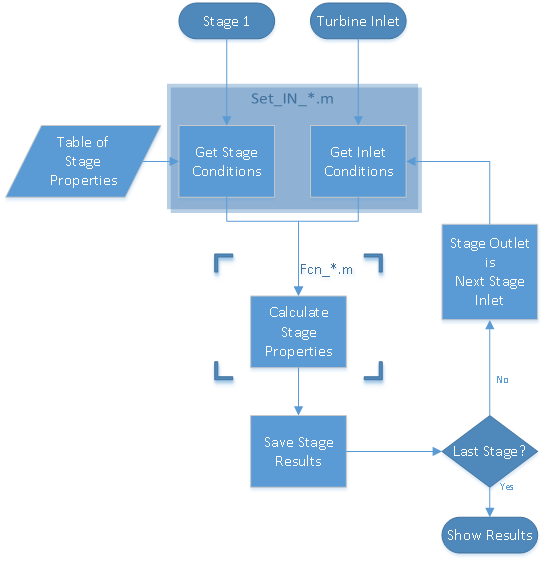 Stage 1
Turbine Inlet
Set_IN_*.m
Table of
Stage
Properties
Get Stage
Conditions
Get Inlet
Conditions
Stage Outlet
is
Next Stage
Inlet
Fcn_*.m
Calculate
Stage
Properties
No
Save Stage
Results
Last Stage?
Yes
Show Results